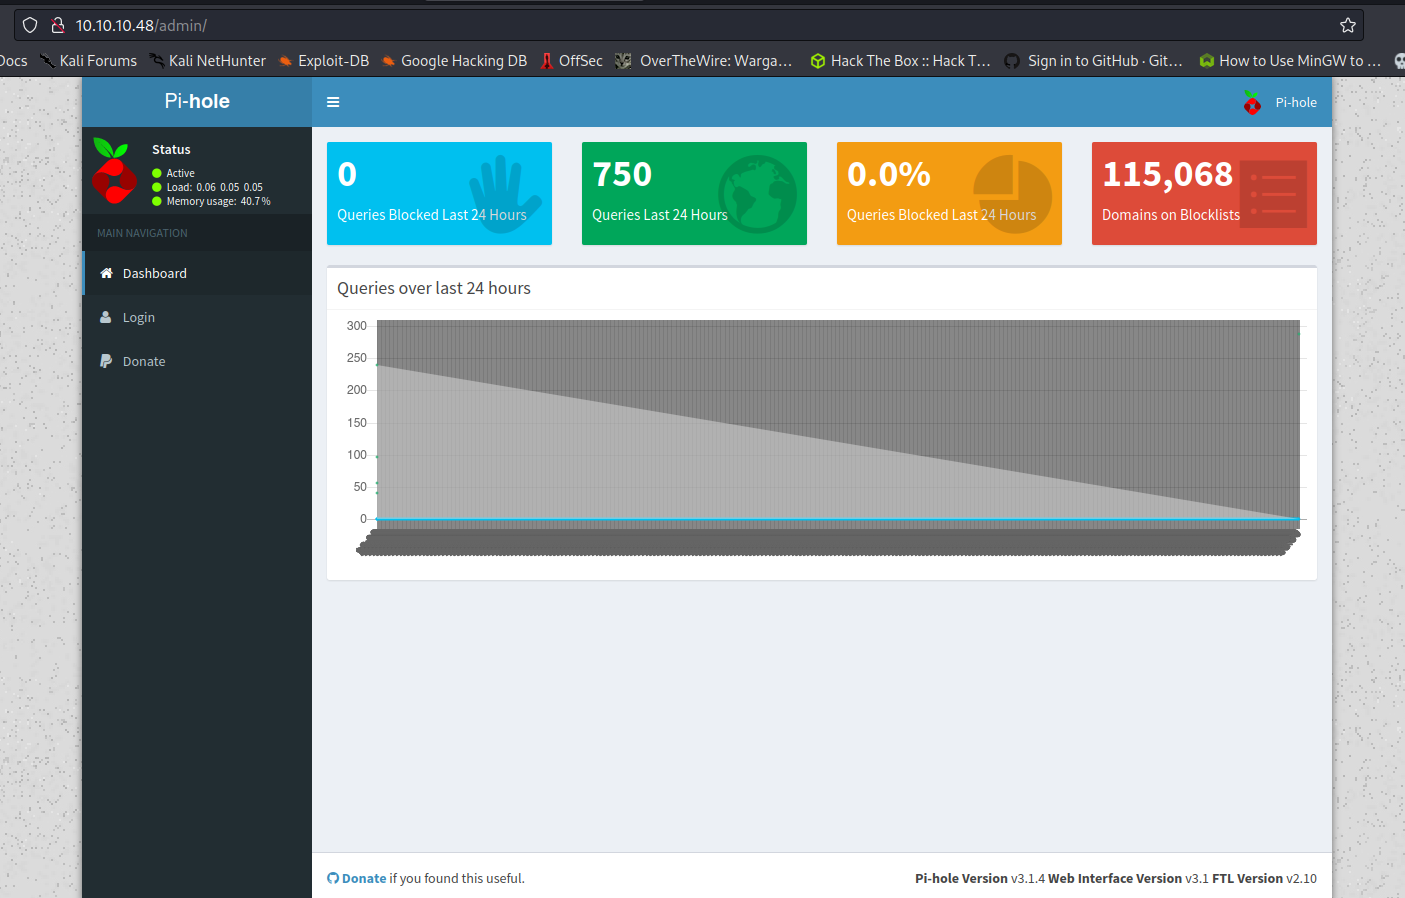 10.10.10.48/admin/
Docs Kali Forums Kali NetHunter Exploit-DB Google Hacking DB OffSec OverTheWire: Warga… Hack The Box :: Hack T… Sign in to GitHub · Git… How to Use MinGW to …
Pi-hole
Pi-hole
Status
Active
Load: 0.06 0.05 0.05
Memory usage: 40.7%
MAIN NAVIGATION
Dashboard
Login
Donate
0
Queries Blocked Last 24 Hours
750
Queries Last 24 Hours
0.0%
Queries Blocked Last 24 Hours
115,068
Domains on Blocklists
Queries over last 24 hours
300
250
200
150
100
50
0
Donate if you found this useful.
Pi-hole Version v3.1.4 Web Interface Version v3.1 FTL Version v2.10